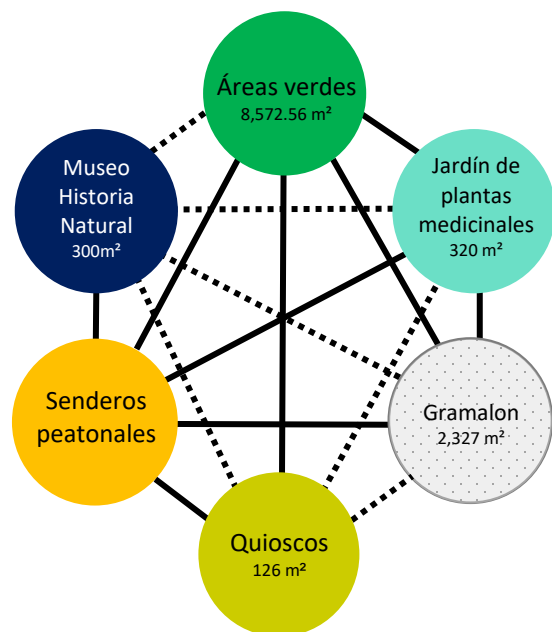 Áreas verdes
8,572.56 m²
Museo
Historia
Natural
300m²
Jardín de
plantas
medicinales
320 m²
Senderos
peatonales
Gramalon
2,327 m²
Quioscos
126 m²